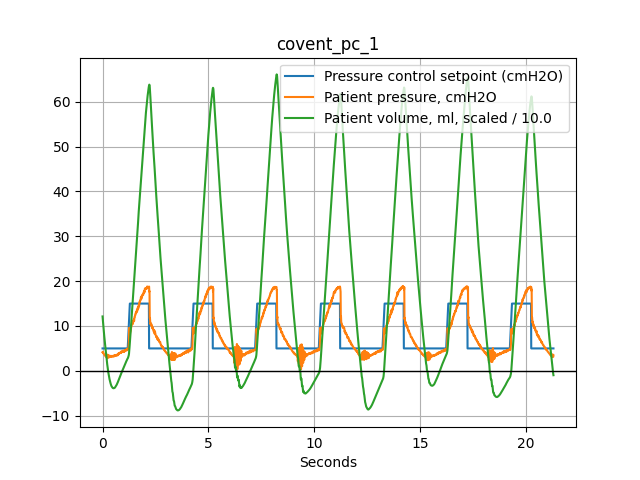 covent_pc_1
Pressure control setpoint (cmH2O)
Patient pressure, cmH2O
Patient volume, ml, scaled / 10.0
60
50
40
30
20
10
0
−10
0 5 10 15 20
Seconds